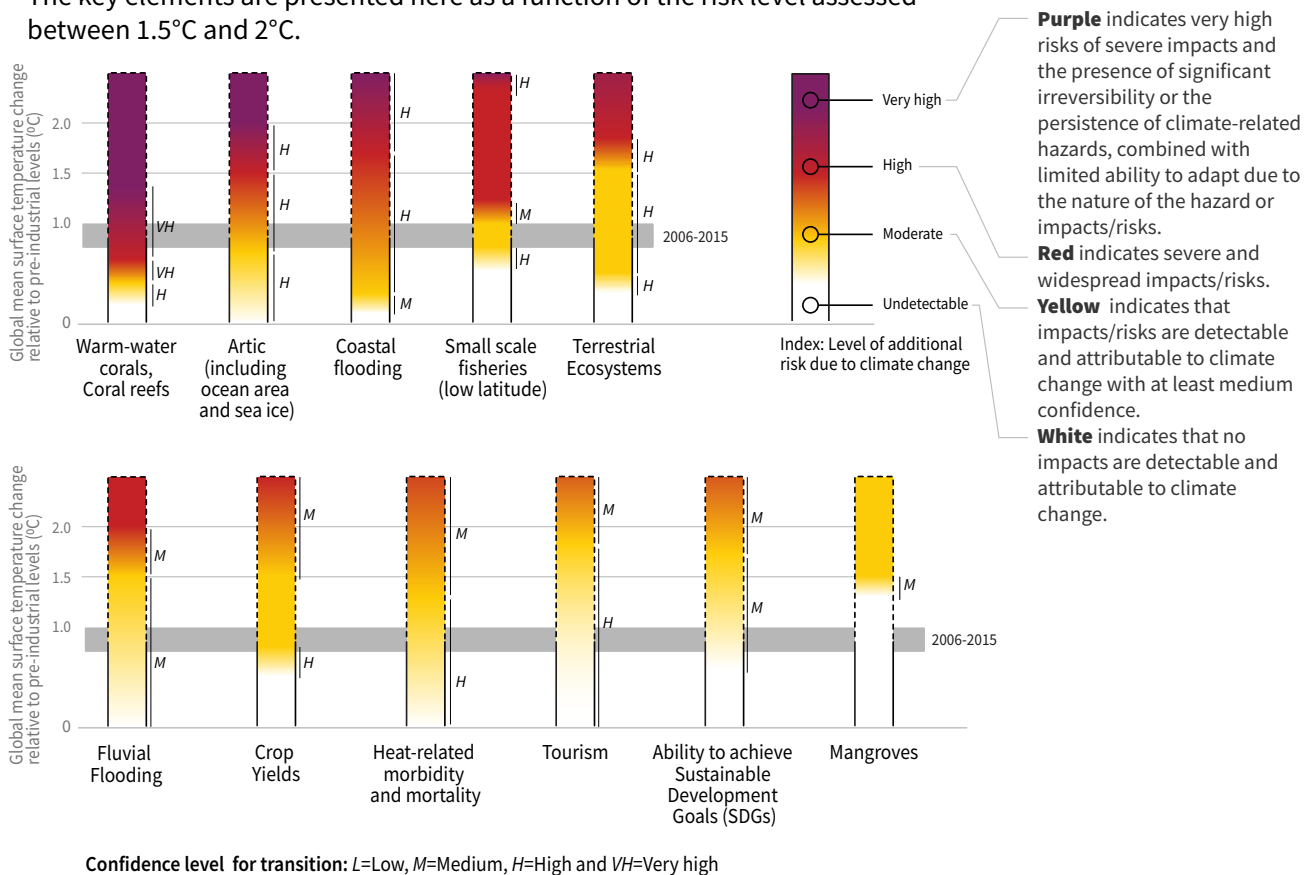 The key elements are presented here as a function of the risk level assessed
between 1.5°C and 2°C.
Global mean surface temperature change
relative to pre-industrial levels (⁰C)
2.0
1.5
1.0
0
VH
VH
H
H
H
H
H
H
M
H
M
H
H
H
H
2006-2015
Warm-water
corals,
Coral reefs
Artic
(including
ocean area
and sea ice)
Coastal
flooding
Small scale
fisheries
(low latitude)
Terrestrial
Ecosystems
Very high
High
Moderate
Undetectable
Index: Level of additional
risk due to climate change
Purple indicates very high
risks of severe impacts and
the presence of significant
irreversibility or the
persistence of climate-related
hazards, combined with
limited ability to adapt due to
the nature of the hazard or
impacts/risks.
Red indicates severe and
widespread impacts/risks.
Yellow indicates that
impacts/risks are detectable
and attributable to climate
change with at least medium
confidence.
White indicates that no
impacts are detectable and
attributable to climate
change.
Global mean surface temperature change
relative to pre-industrial levels (⁰C)
2.0
1.5
1.0
0
M
M
M
H
M
H
M
H
M
M
M
2006-2015
Fluvial
Flooding
Crop
Yields
Heat-related
morbidity
and mortality
Tourism
Ability to achieve
Sustainable
Development
Goals (SDGs)
Mangroves
Confidence level for transition: L=Low, M=Medium, H=High and VH=Very high